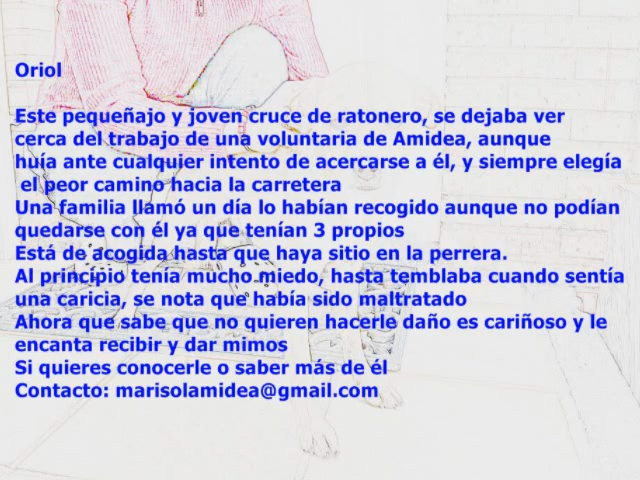 Oriol
Este pequeñajo y joven cruce de ratonero, se dejaba ver
cerca del trabajo de una voluntaria de Amidea, aunque
huía ante cualquier intento de acercarse a él, y siempre elegía
el peor camino hacia la carretera
Una familia llamó un día lo habían recogido aunque no podían
quedarse con él ya que tenían 3 propios
Está de acogida hasta que haya sitio en la perrera.
Al principio tenía mucho miedo, hasta temblaba cuando sentía
una caricia, se nota que había sido maltratado
Ahora que sabe que no quieren hacerle daño es cariñoso y le
encanta recibir y dar mimos
Si quieres conocerle o saber más de él
Contacto: marisolamidea@gmail.com